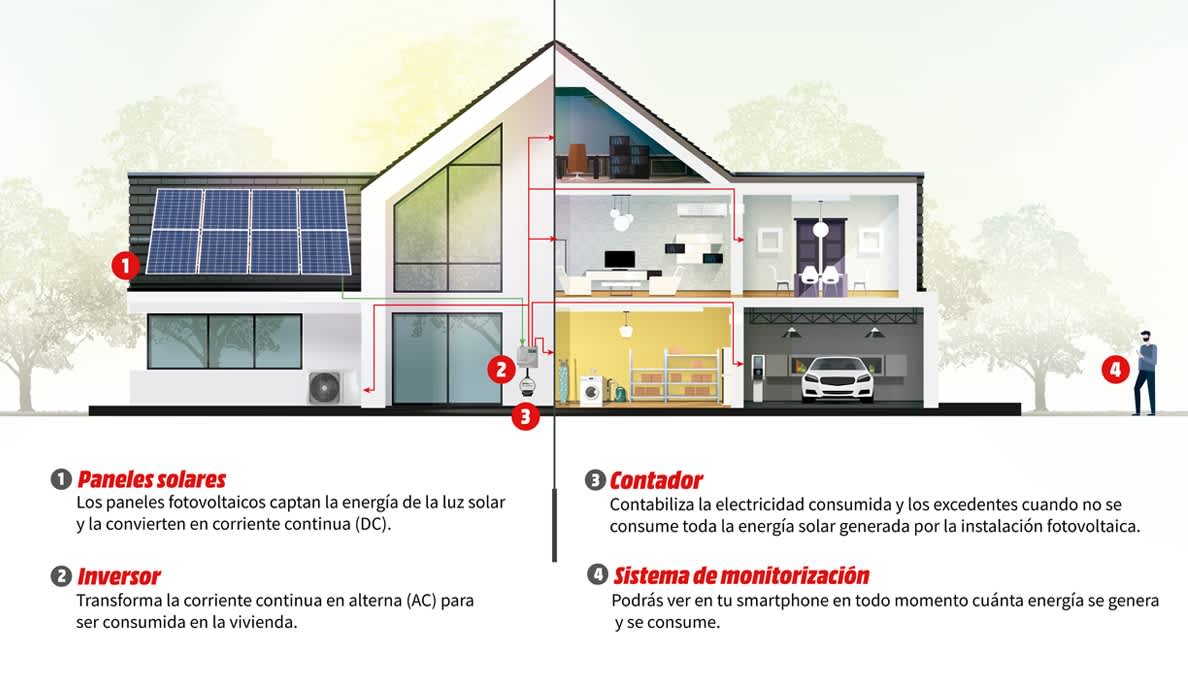 1
2
3
4
1 Paneles solares
Los paneles fotovoltaicos captan la energía de la luz solar
y la convierten en corriente continua (DC).
2 Inversor
Transforma la corriente continua en alterna (AC) para
ser consumida en la vivienda.
3 Contador
Contabiliza la electricidad consumida y los excedentes cuando no se
consume toda la energía solar generada por la instalación fotovoltaica.
4 Sistema de monitorización
Podrás ver en tu smartphone en todo momento cuánta energía se genera
y se consume.